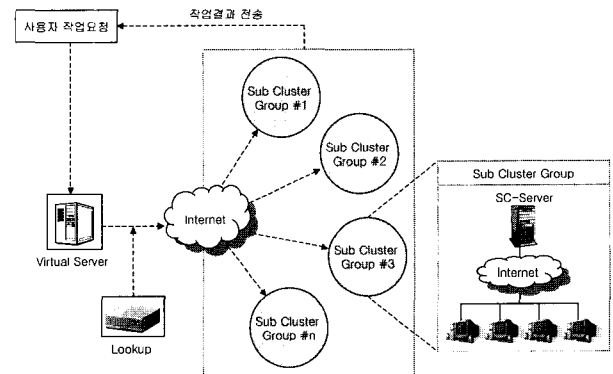 작업결과 전송
사용자 작업요청
Sub Cluster
Group #1
Sub Cluster
Group #2
Sub Cluster Group
SC-Server
Internet
Virtual Server
Sub Cluster
Group #3
Internet
Lookup
Sub Cluster
Group #n